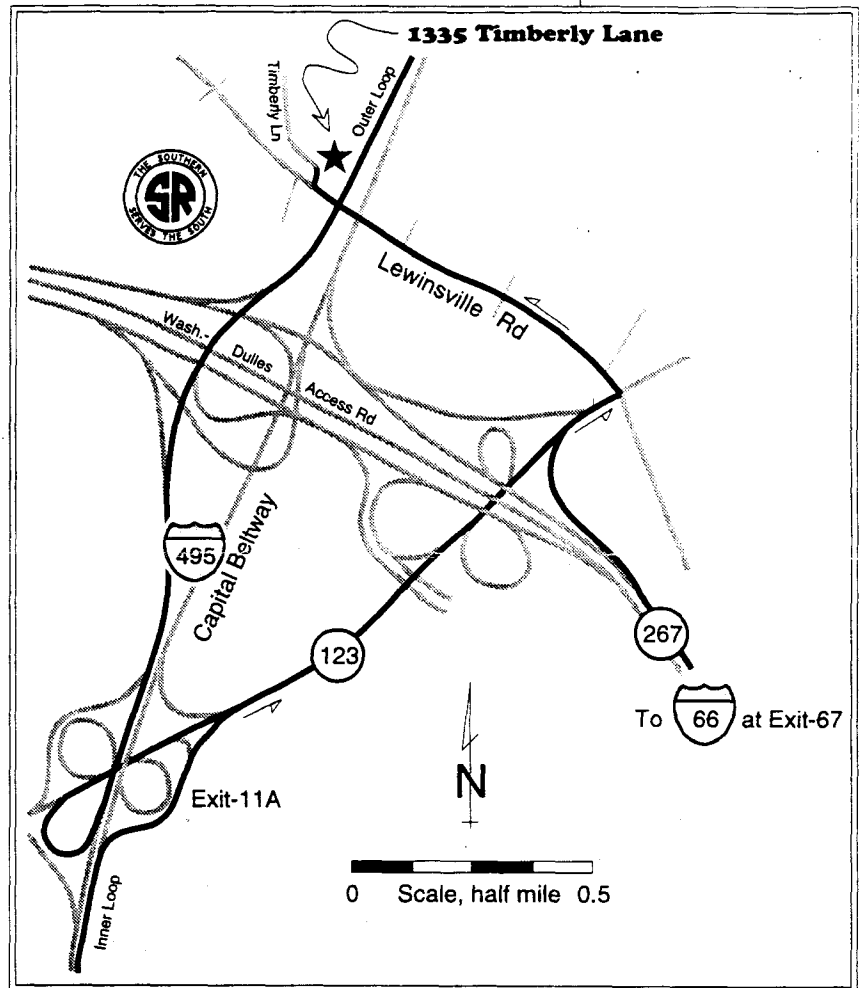 1335 Timberly Lane
Timberly Ln
Outer Loop
THE SOUTHERN
SR
SERVES THE SOUTH
Lewinsville Rd
Wash.- Dulles Access Rd
495
Capital Beltway
123
267
To 66 at Exit-67
Exit-11A
N
Inner Loop
0 Scale, half mile 0.5